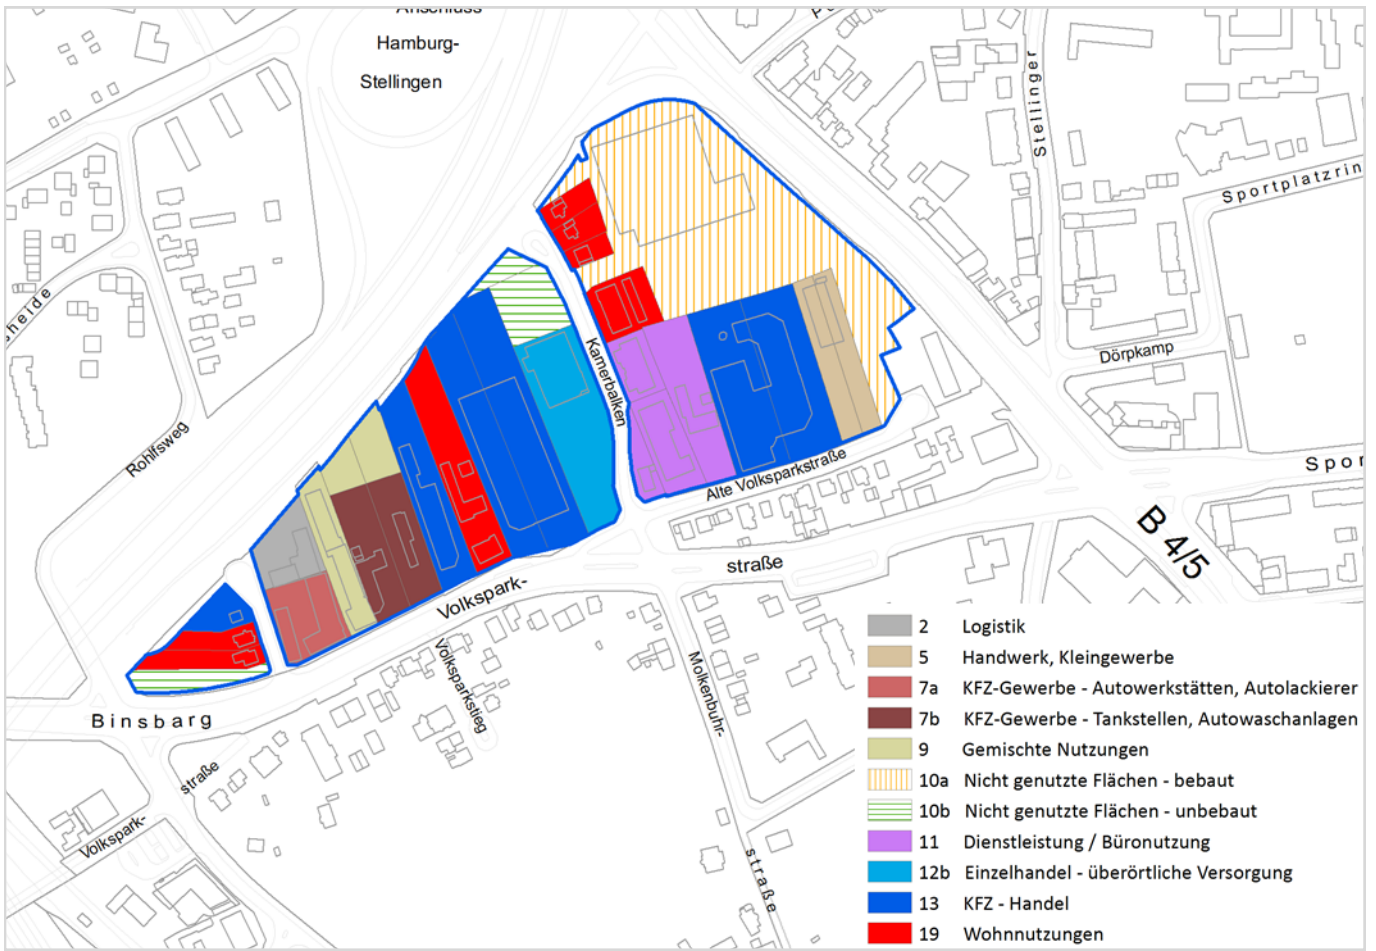 Anschluss
Hamburg-
Stellingen
Stellinger
Sportplatzrin
Dörpkamp
sheide
Rohlfsweg
Kamerbalken
Alte Volksparkstraße
Spor
B 4/5
Volkspark-
straße
Binsbarg
Volksparkstieg
Molkenbuhr-
straße
straße
Volkspark-
2 Logistik
5 Handwerk, Kleingewerbe
7a KFZ-Gewerbe - Autowerkstätten, Autolackierer
7b KFZ-Gewerbe - Tankstellen, Autowaschanlagen
9 Gemischte Nutzungen
10a Nicht genutzte Flächen - bebaut
10b Nicht genutzte Flächen - unbebaut
11 Dienstleistung / Büronutzung
12b Einzelhandel - überörtliche Versorgung
13 KFZ - Handel
19 Wohnnutzungen